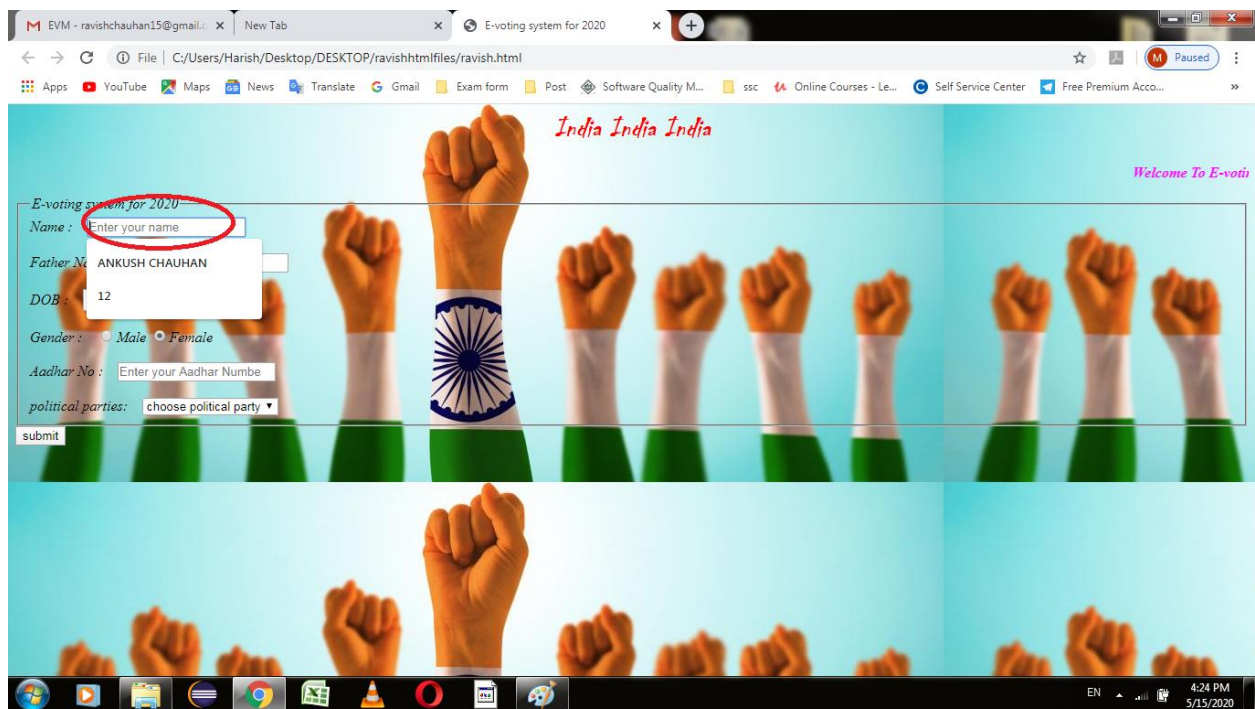 EVM - ravishchauhan15@gmail.c
New Tab
E-voting system for 2020
File | C:/Users/Harish/Desktop/DESKTOP/ravishhtmlfiles/ravish.html
Paused
Apps YouTube Maps News Translate Gmail Exam form Post Software Quality M... ssc Online Courses - Le... Self Service Center Free Premium Acco... »
India India India
Welcome To E-votin
E-voting system for 2020
Name : Enter your name
Father Na
ANKUSH CHAUHAN
DOB :
12
Gender : Male Female
Aadhar No : Enter your Aadhar Numbe
political parties: choose political party
submit
EN
4:24 PM
5/15/2020